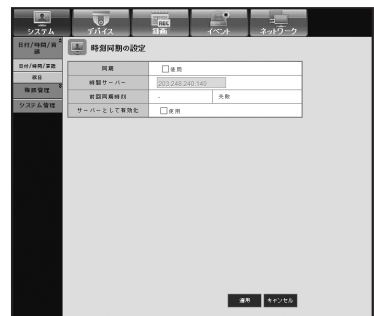 システム
デバイス
REC
録画
イベント
ネットワーク
日付/時間/言語
日付/時間/言語
祝日
権限管理
システム管理
時刻同期の設定
同期
使用
時間サーバー
203.248.240.140
前回同期時刻
-
失敗
サーバーとして有効化
使用
適用
キャンセル